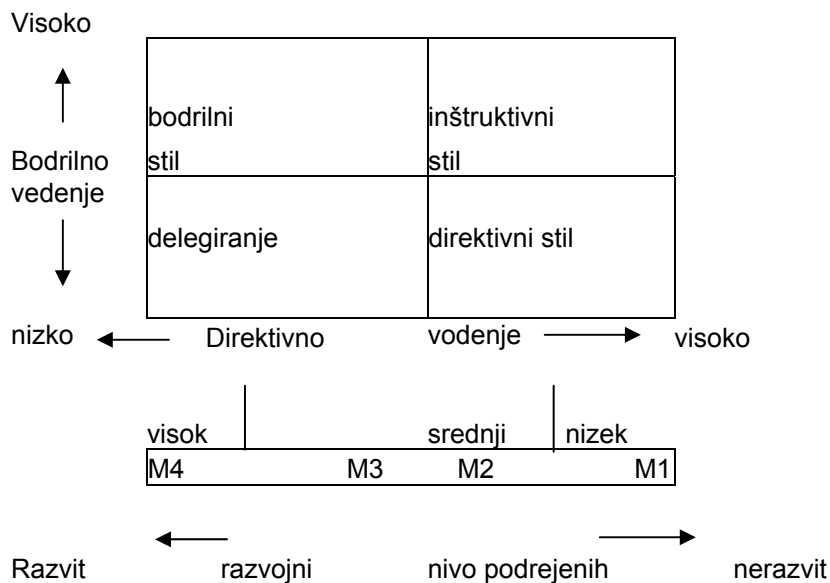 Visoko
bodrilni inštruktivni
Bodrilno stil stil
vedenje
delegiranje direktivni stil
nizko Direktivno vodenje visoko
visok srednji nizek
M4 M3 M2 M1
Razvit razvojni nivo podrejenih nerazvit